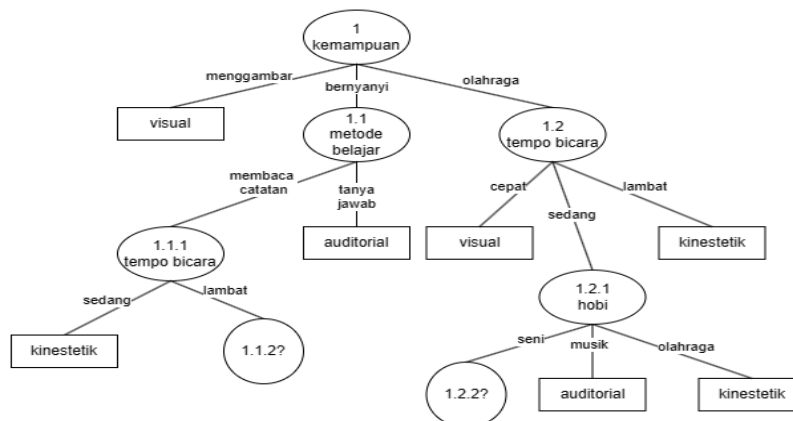 1
kemampuan
menggambar
bernyanyi
olahraga
visual
1.1
metode
belajar
1.2
tempo bicara
membaca
catatan
tanya
jawab
cepat
sedang
lambat
1.1.1
tempo bicara
auditorial
visual
kinestetik
sedang
lambat
1.2.1
hobi
kinestetik
1.1.2?
seni
musik
olahraga
1.2.2?
auditorial
kinestetik